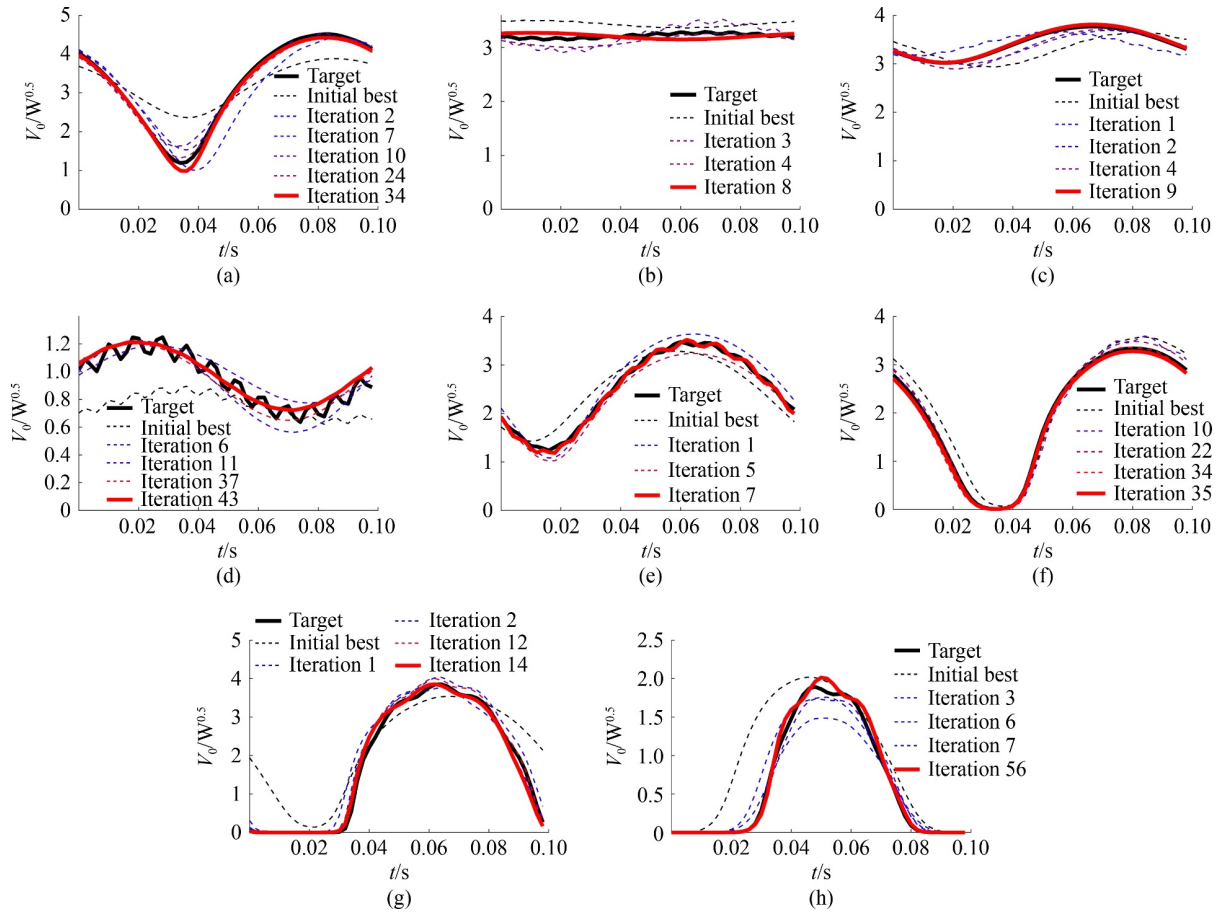 5
4
3
2
1
0
V₀/W⁰·⁵
Target
Initial best
Iteration 2
Iteration 7
Iteration 10
Iteration 24
Iteration 34
0.02 0.04 0.06 0.08 0.10
t/s
(a)
3.2
2.4
1.6
0.8
0
V₀/W⁰·⁵
Target
Initial best
Iteration 3
Iteration 4
Iteration 8
0.02 0.04 0.06 0.08 0.10
t/s
(b)
4
3
2
1
0
V₀/W⁰·⁵
Target
Initial best
Iteration 1
Iteration 2
Iteration 4
Iteration 9
0.02 0.04 0.06 0.08 0.10
t/s
(c)
1.2
1.0
0.8
0.6
0.4
0.2
0
V₀/W⁰·⁵
Target
Initial best
Iteration 6
Iteration 11
Iteration 37
Iteration 43
0.02 0.04 0.06 0.08 0.10
t/s
(d)
4
3
2
1
0
V₀/W⁰·⁵
Target
Initial best
Iteration 1
Iteration 5
Iteration 7
0.02 0.04 0.06 0.08 0.10
t/s
(e)
4
3
2
1
0
V₀/W⁰·⁵
Target
Initial best
Iteration 10
Iteration 22
Iteration 34
Iteration 35
0.02 0.04 0.06 0.08 0.10
t/s
(f)
Target Iteration 2
Initial best Iteration 12
Iteration 1 Iteration 14
5
4
3
2
1
0
V₀/W⁰·⁵
0.02 0.04 0.06 0.08 0.10
t/s
(g)
2.5
2.0
1.5
1.0
0.5
0
V₀/W⁰·⁵
Target
Initial best
Iteration 3
Iteration 6
Iteration 7
Iteration 56
0.02 0.04 0.06 0.08 0.10
t/s
(h)